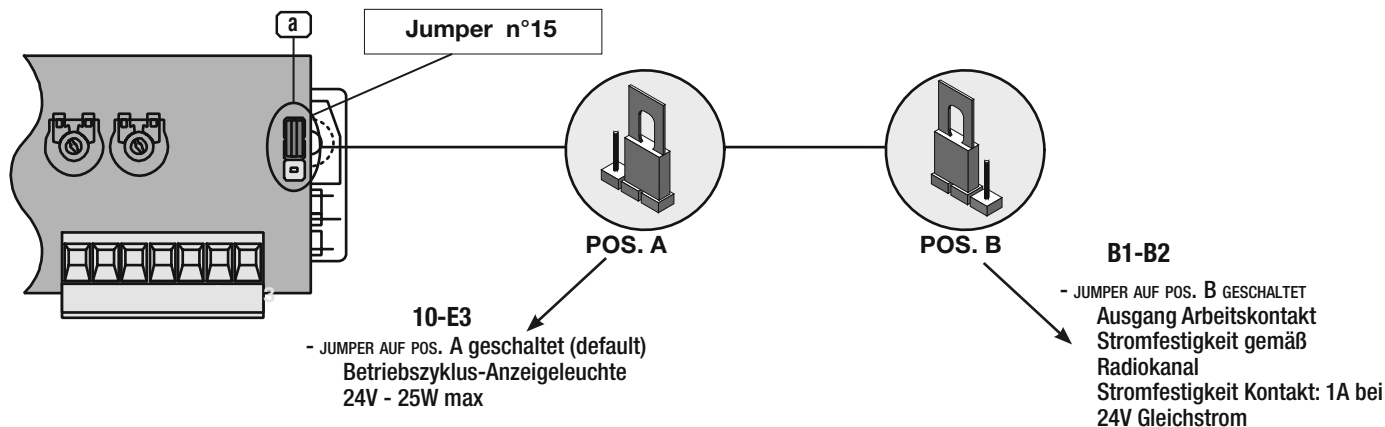 a
Jumper n°15
POS. A
POS. B
10-E3
- JUMPER AUF POS. A geschaltet (default)
Betriebszyklus-Anzeigeleuchte
24V - 25W max
B1-B2
- JUMPER AUF POS. B GESCHALTET
Ausgang Arbeitskontakt
Stromfestigkeit gemäß
Radiokanal
Stromfestigkeit Kontakt: 1A bei
24V Gleichstrom
3